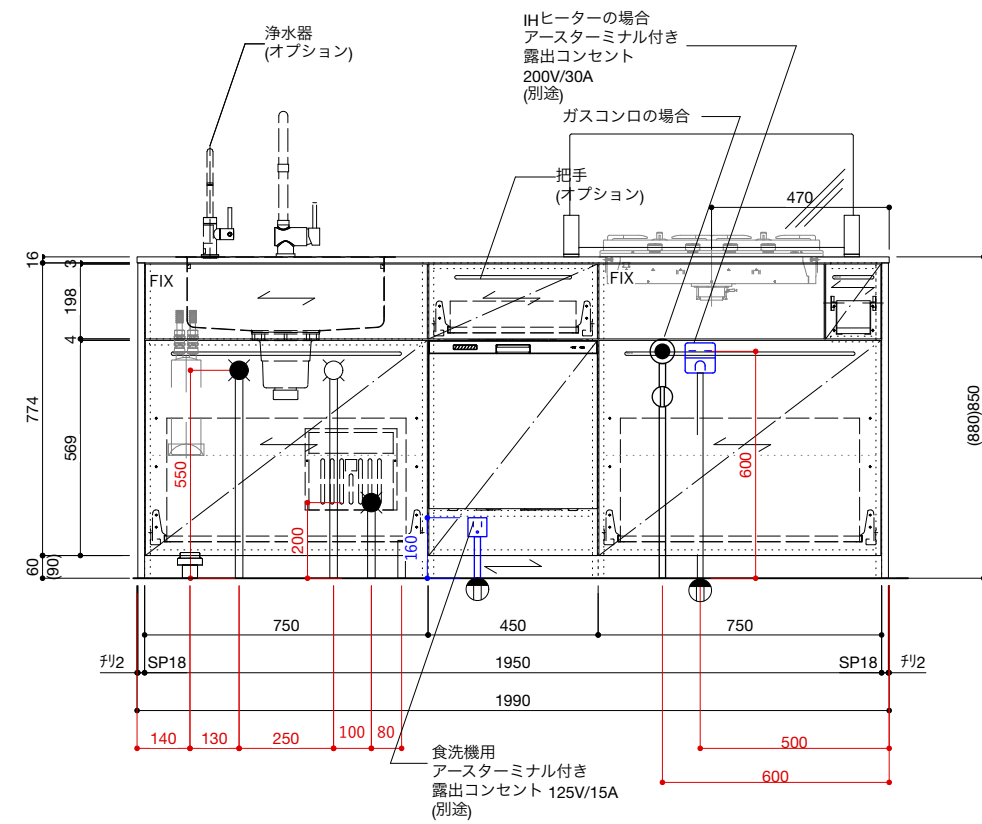 浄水器
(オプション)
IHヒーターの場合
アースターミナル付き
露出コンセント
200V/30A
(別途)
ガスコンロの場合
把手
(オプション)
470
16
3
198
4
774
569
60
(90)
(880)850
FIX
FIX
550
200
160
600
750
450
750
チリ2
SP18
1950
SP18
チリ2
1990
140
130
250
100
80
500
600
食洗機用
アースターミナル付き
露出コンセント 125V/15A
(別途)